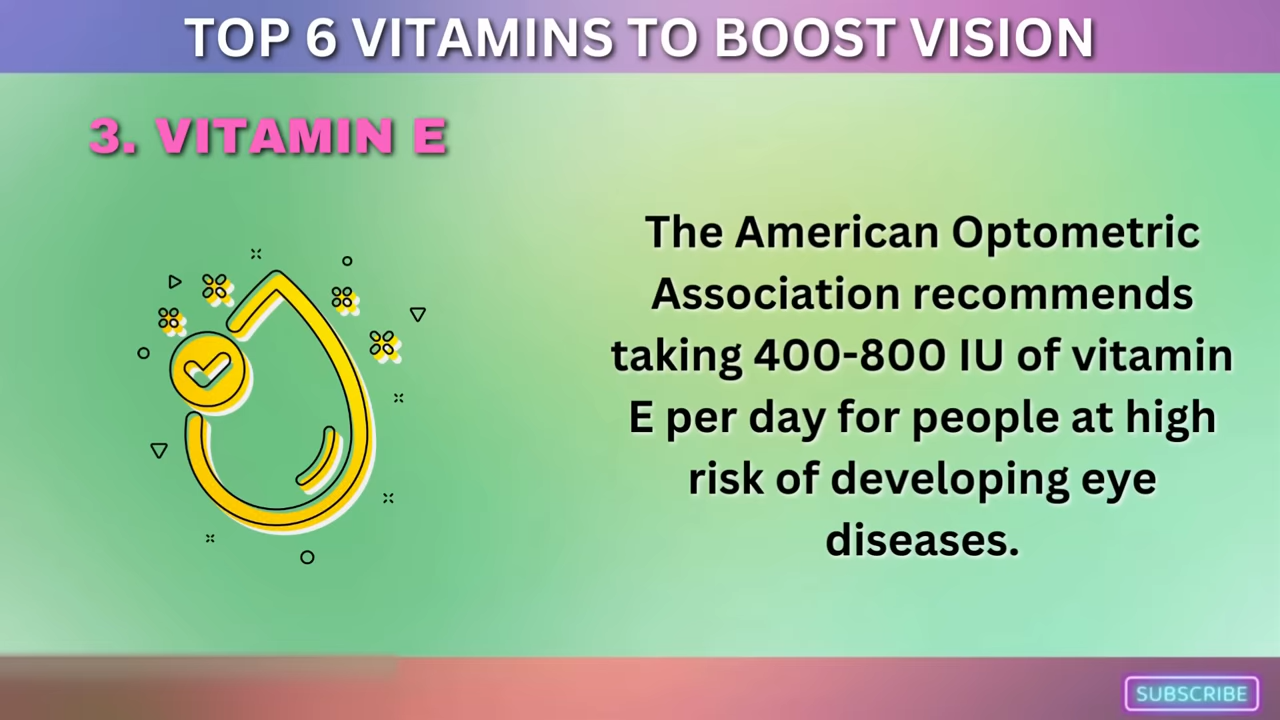 TOP 6 VITAMINS TO BOOST VISION
3. VITAMIN E
The American Optometric
Association recommends
taking 400-800 IU of vitamin
E per day for people at high
risk of developing eye
diseases.
SUBSCRIBE